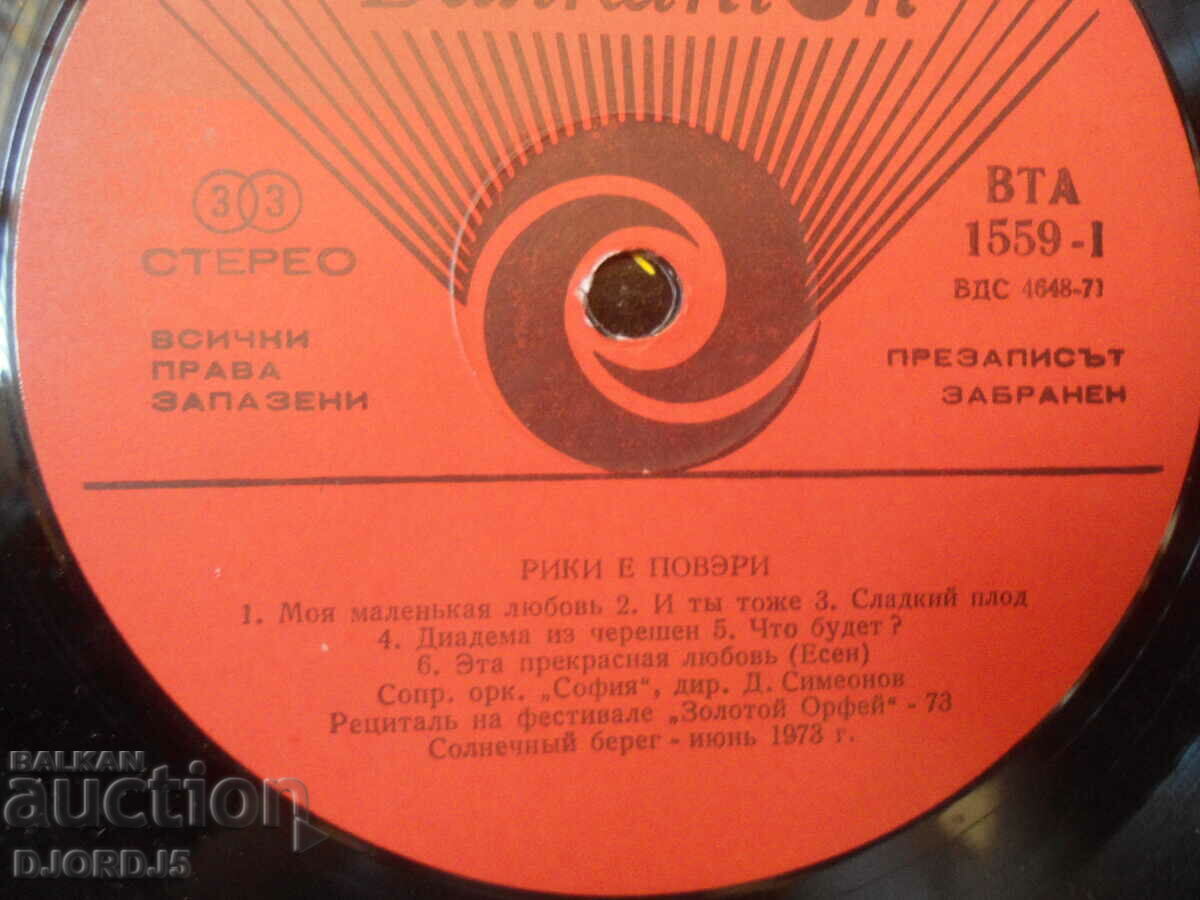 33
СТЕРЕО
ВСИЧКИ
ПРАВА
ЗАПАЗЕНИ
ВТА
1559-I
ВДС 4648-71
ПРЕЗАПИСЪТ
ЗАБРАНЕН
РИКИ Е ПОВЭРИ
1. Моя маленькая любовь 2. И ты тоже 3. Сладкий плод
4. Диадема из черешен 5. Что будет?
6. Эта прекрасная любовь (Есен)
Сопр. орк. „София", дир. Д. Симеонов
Рециталь на фестивале „Золотой Орфей" - 73
Солнечный берег - июнь 1973 г.
BALKAN
auction
DJORDJ5